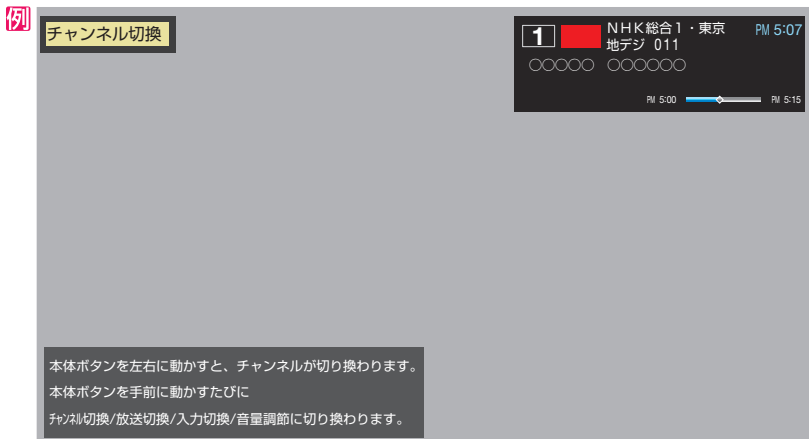 例
チャンネル切換
1 NHK総合1・東京 PM 5:07
地デジ 011
○○○○○ ○○○○○○
PM 5:00 PM 5:15
本体ボタンを左右に動かすと、チャンネルが切り換わります。
本体ボタンを手前に動かすたびに
ﾁｬﾝﾈﾙ切換/放送切換/入力切換/音量調節に切り換わります。